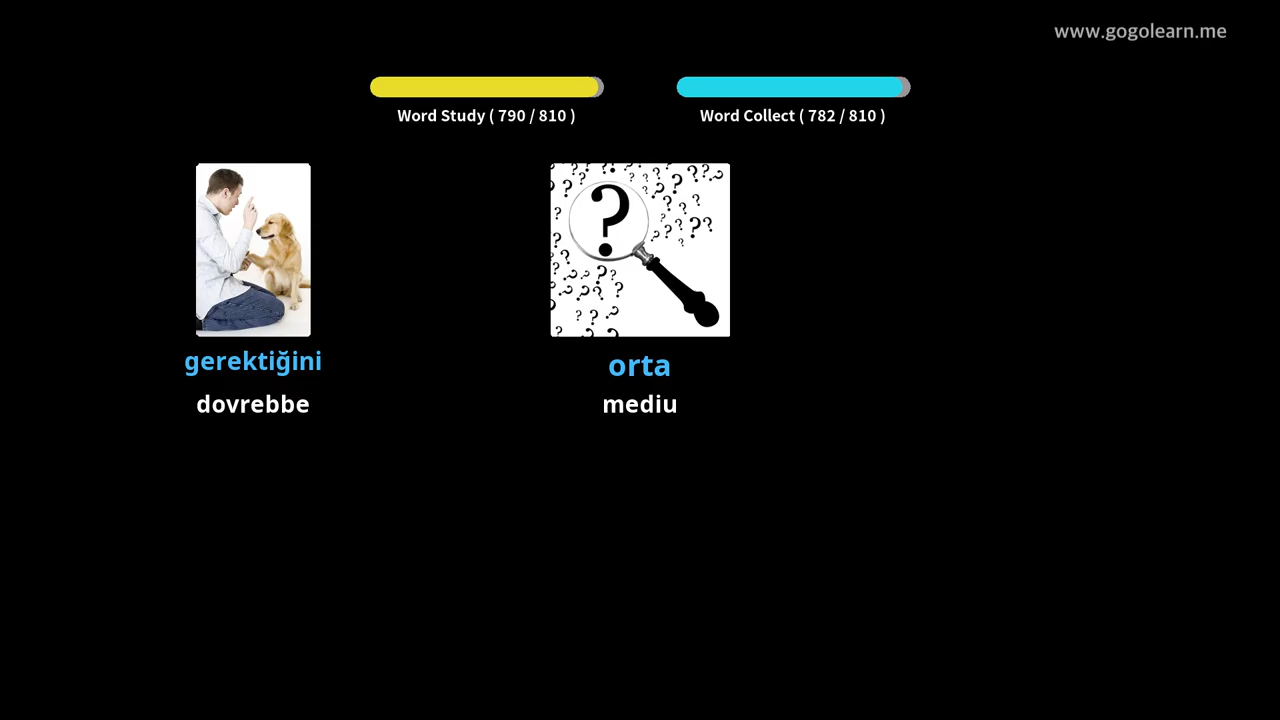 www.gogolearn.me
Word Study ( 790 / 810 )
Word Collect ( 782 / 810 )
gerektiğini
dovrebbe
orta
mediu